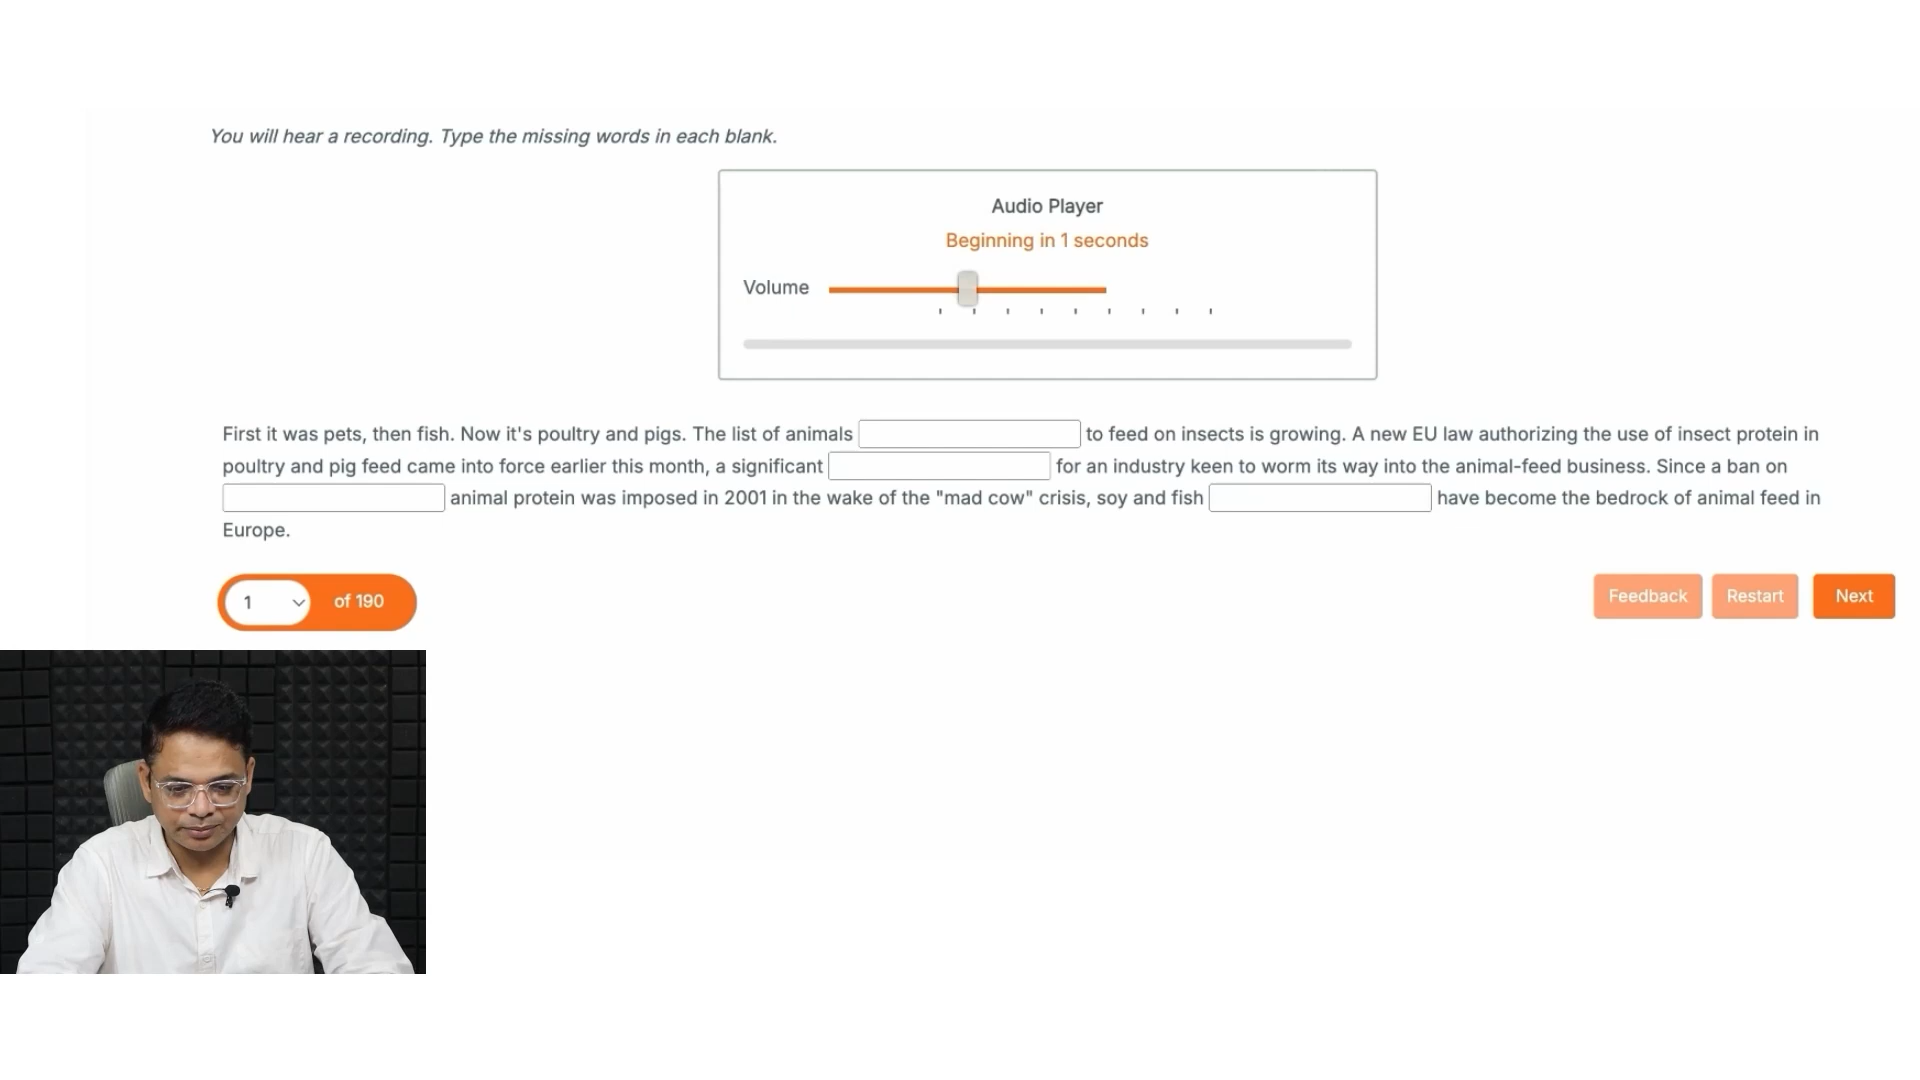 You will hear a recording. Type the missing words in each blank.
Audio Player
Beginning in 1 seconds
Volume
First it was pets, then fish. Now it's poultry and pigs. The list of animals to feed on insects is growing. A new EU law authorizing the use of insect protein in
poultry and pig feed came into force earlier this month, a significant for an industry keen to worm its way into the animal-feed business. Since a ban on
animal protein was imposed in 2001 in the wake of the "mad cow" crisis, soy and fish have become the bedrock of animal feed in
Europe.
1 of 190
Feedback Restart Next